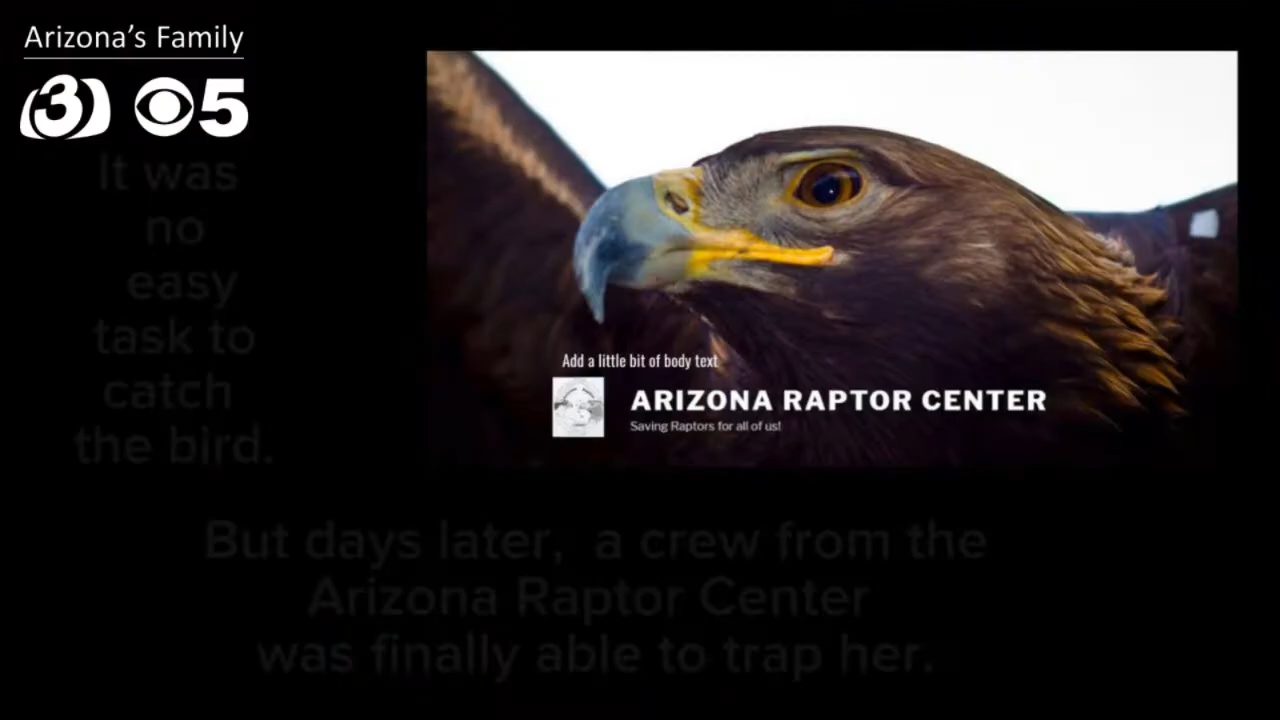 Arizona's Family
3 5
It was
no
easy
task to
catch
the bird.
Add a little bit of body text
ARIZONA RAPTOR CENTER
Saving Raptors for all of us!
But days later, a crew from the
Arizona Raptor Center
was finally able to trap her.